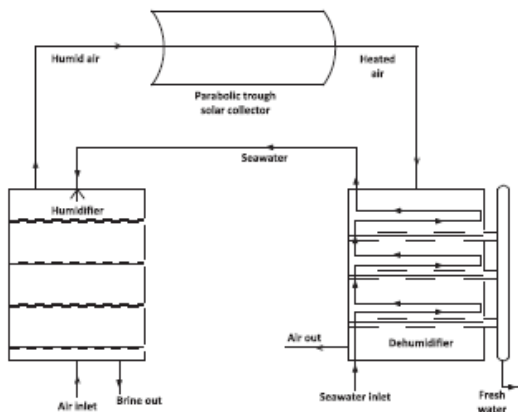 Humid air
Heated
air
Parabolic trough
solar collector
Seawater
Humidifier
Air out
Dehumidifier
Air inlet
Brine out
Seawater inlet
Fresh
water